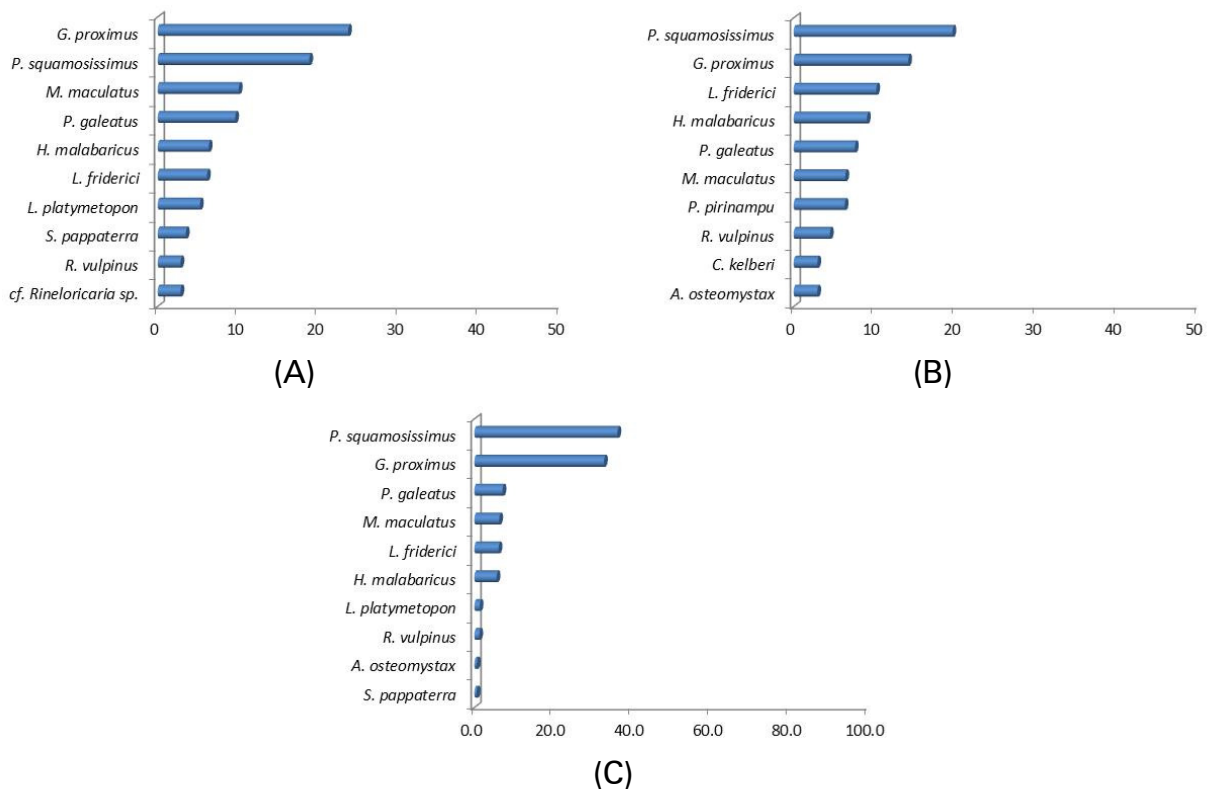 G. proximus
P. squamosissimus
M. maculatus
P. galeatus
H. malabaricus
L. friderici
L. platymetopon
S. pappaterra
R. vulpinus
cf. Rineloricaria sp.
0 10 20 30 40 50
(A)
P. squamosissimus
G. proximus
L. friderici
H. malabaricus
P. galeatus
M. maculatus
P. pirinampu
R. vulpinus
C. kelberi
A. osteomystax
0 10 20 30 40 50
(B)
P. squamosissimus
G. proximus
P. galeatus
M. maculatus
L. friderici
H. malabaricus
L. platymetopon
R. vulpinus
A. osteomystax
S. pappaterra
0.0 20.0 40.0 60.0 80.0 100.0
(C)